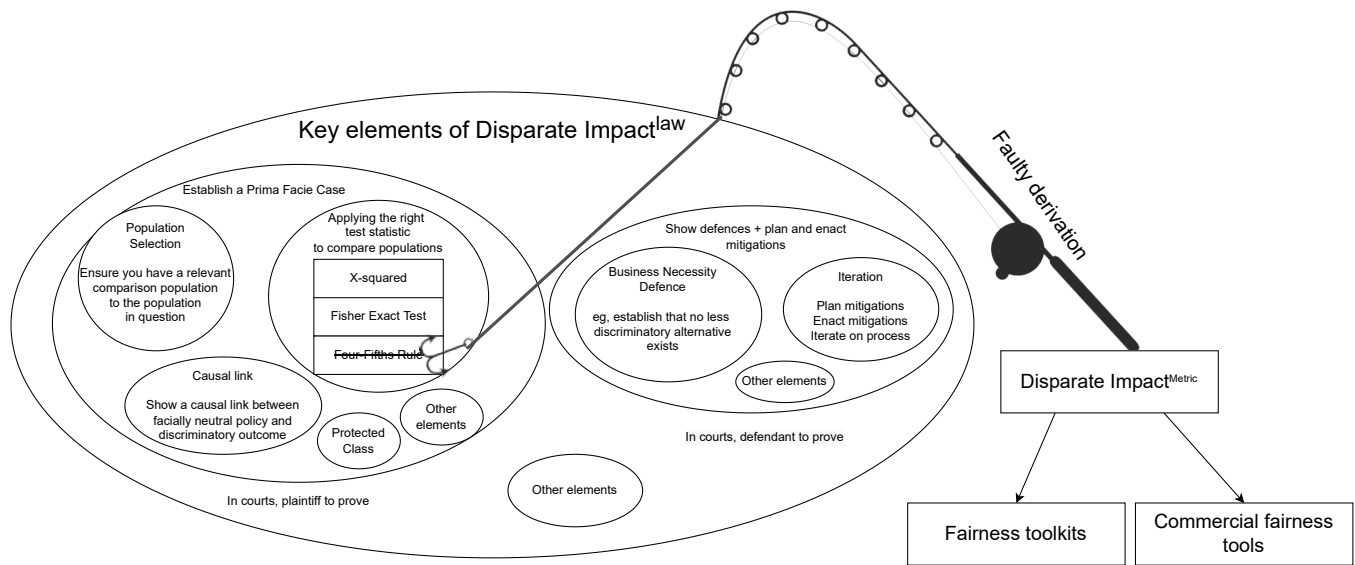 Key elements of Disparate Impact^law
Establish a Prima Facie Case
Population
Selection
Ensure you have a relevant
comparison population
to the population
in question
Applying the right
test statistic
to compare populations
X-squared
Fisher Exact Test
Four-Fifths Rule
Causal link
Show a causal link between
facially neutral policy and
discriminatory outcome
Protected
Class
Other
elements
In courts, plaintiff to prove
Show defences + plan and enact
mitigations
Business Necessity
Defence
eg, establish that no less
discriminatory alternative
exists
Iteration
Plan mitigations
Enact mitigations
Iterate on process
Other elements
In courts, defendant to prove
Other elements
Faulty derivation
Disparate Impact^Metric
Fairness toolkits
Commercial fairness
tools